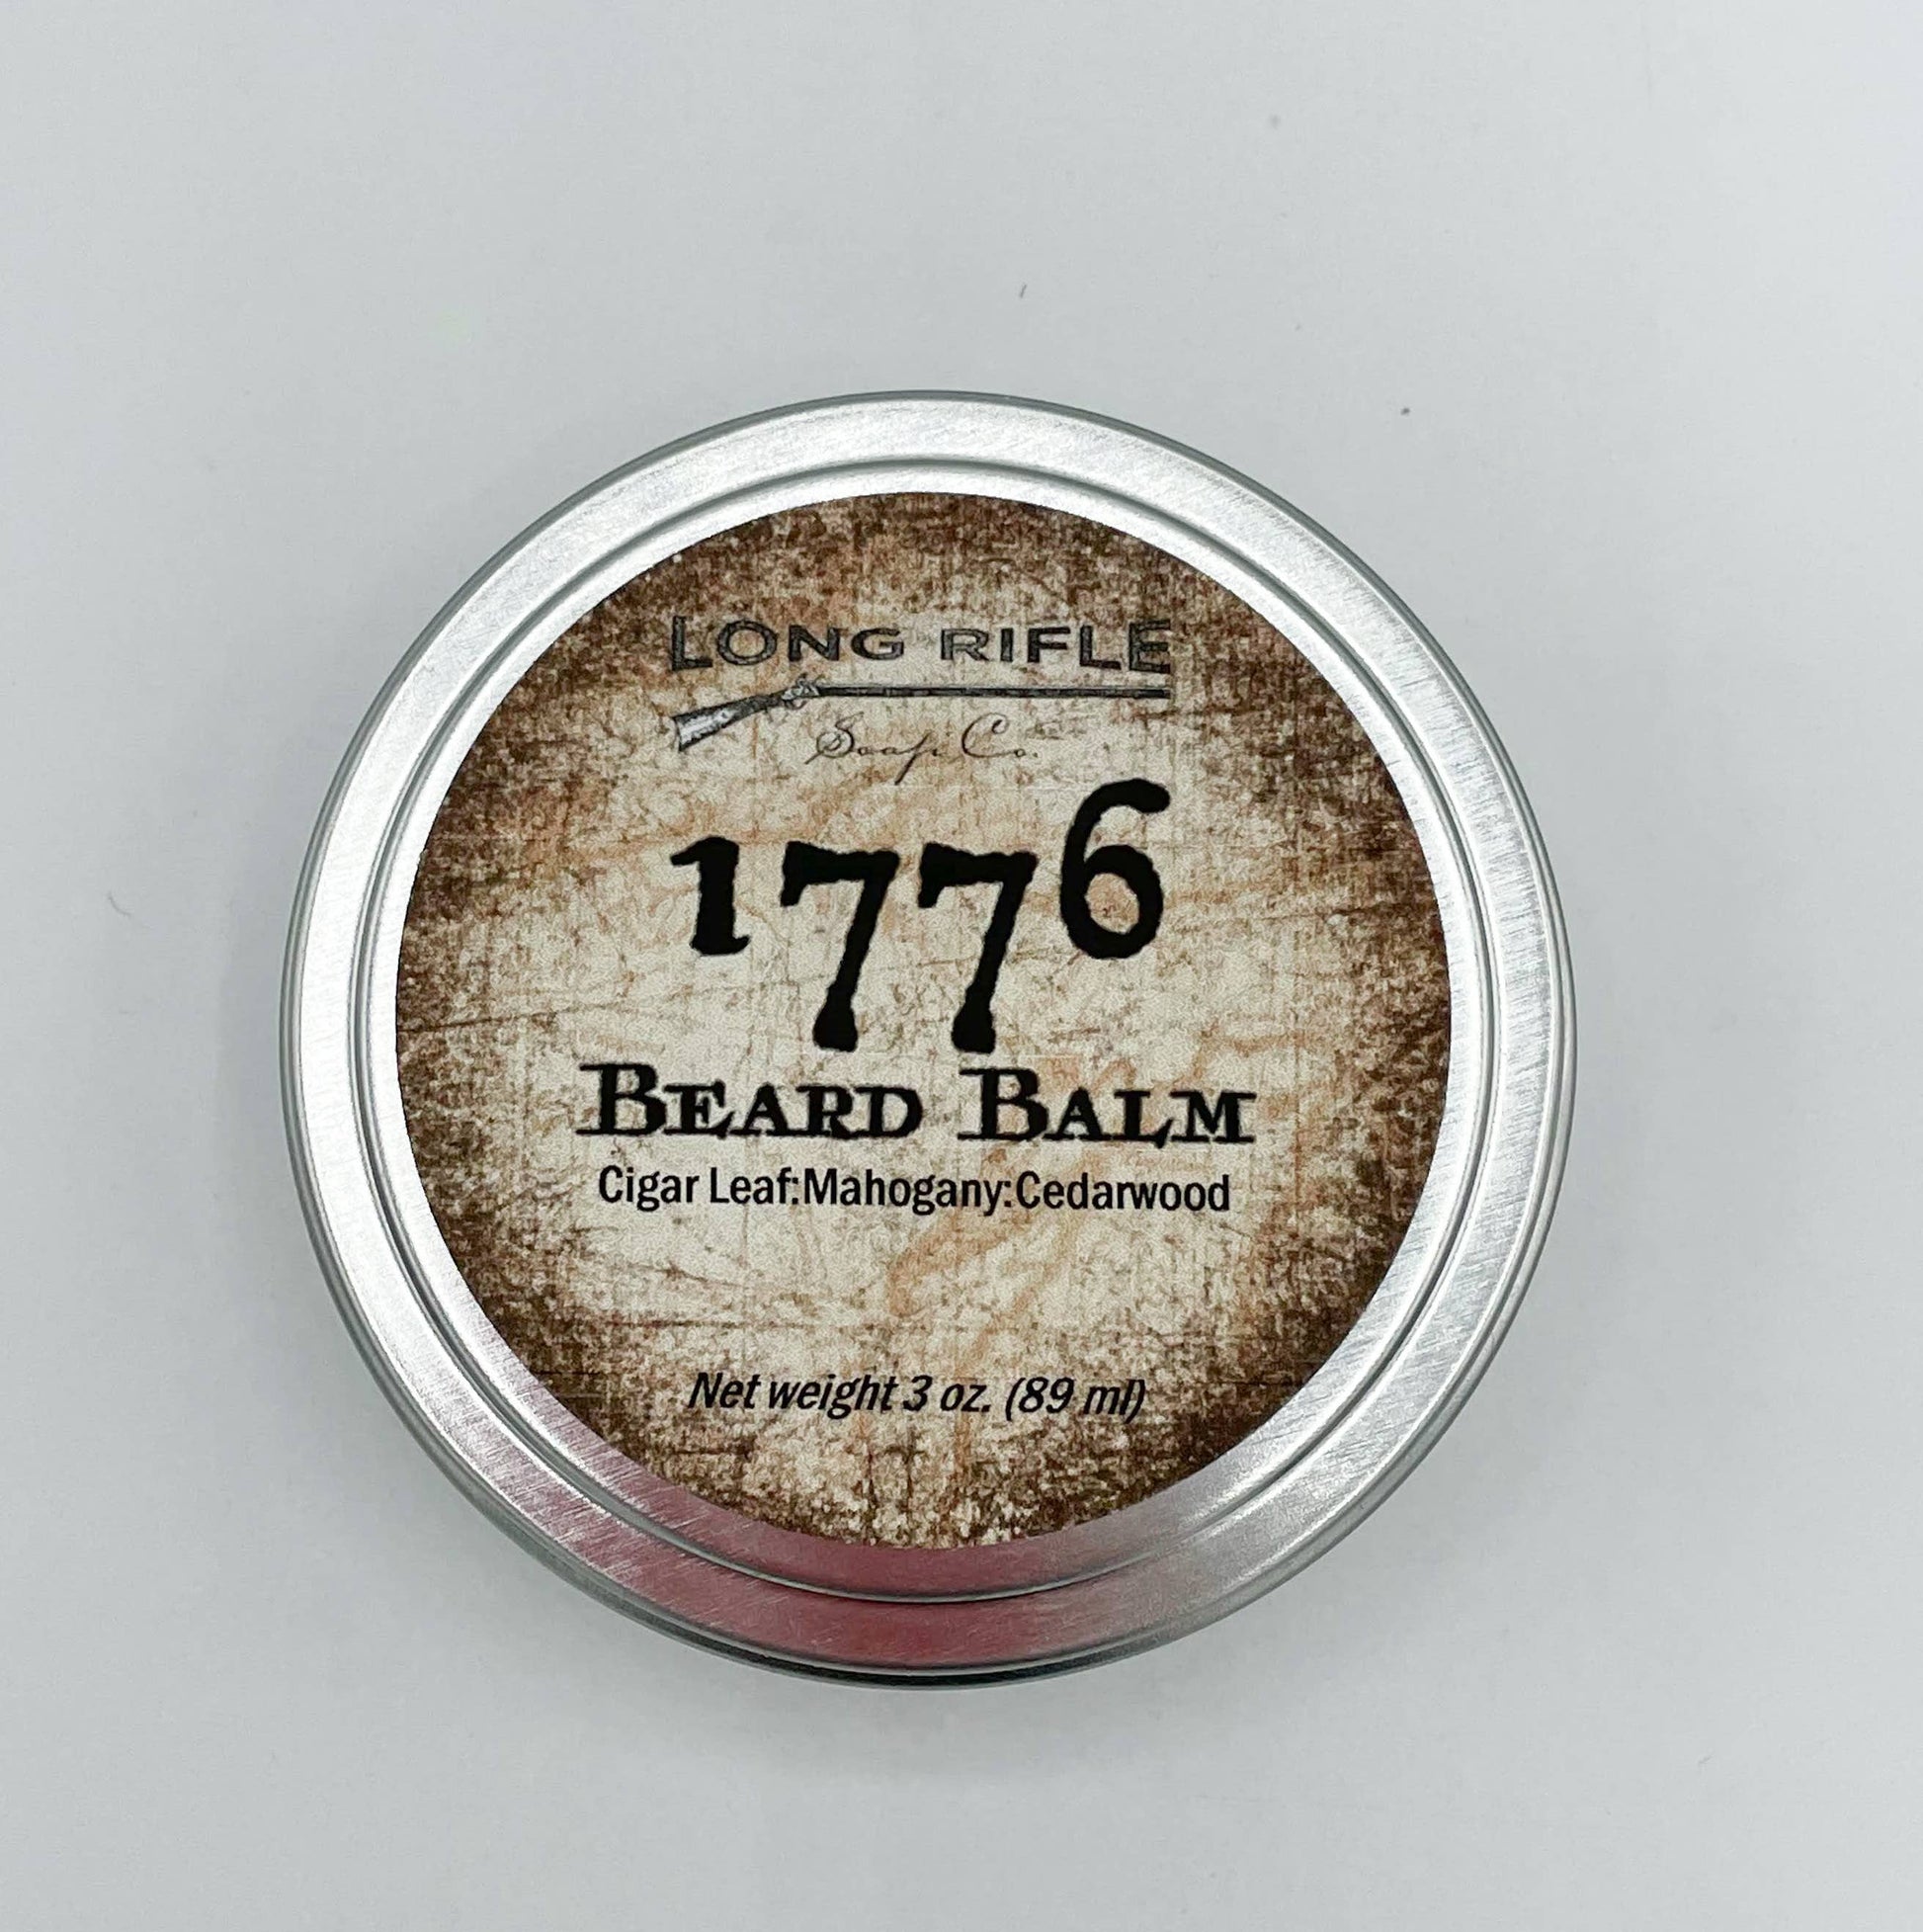 LONG RIFLE
Soap Co.
1776
BEARD BALM
Cigar Leaf:Mahogany:Cedarwood
Net weight 3 oz. (89 ml)